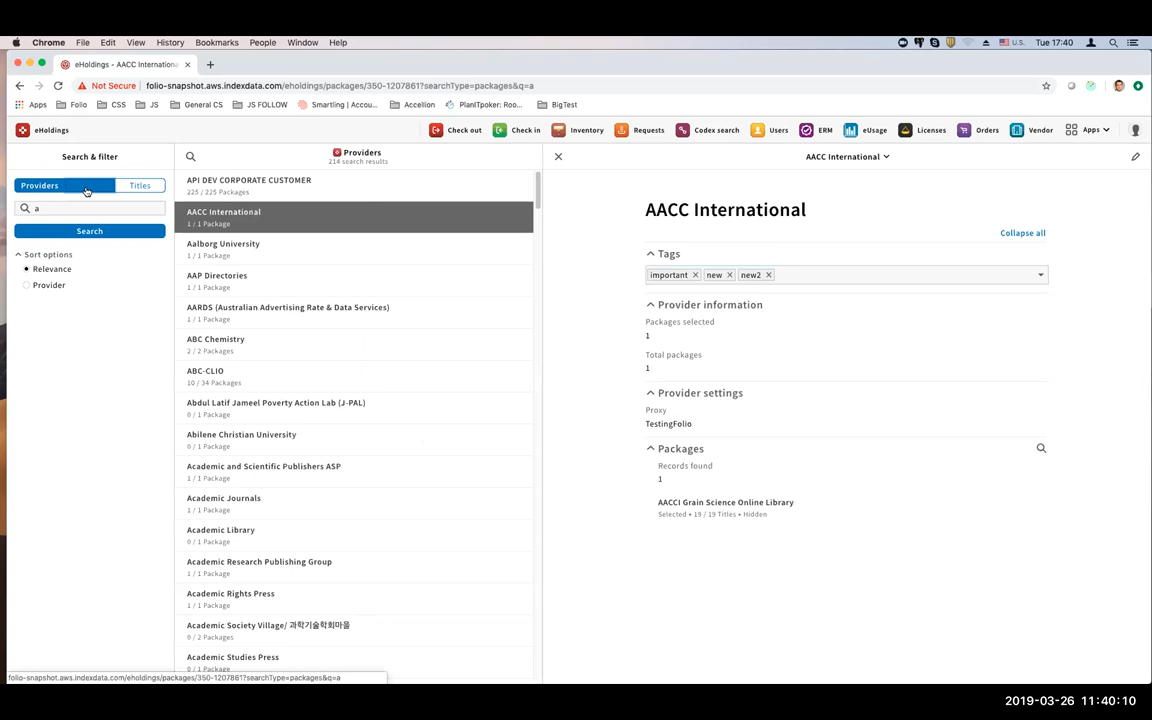 Chrome File Edit View History Bookmarks People Window Help U.S. Tue 17:40
eHoldings - AACC Internationa
Not Secure folio-snapshot.aws.indexdata.com/eholdings/packages/350-1207861?searchType=packages&q=a
Apps Folio CSS JS General CS JS FOLLOW Smartling | Accou... Accellion PlanITpoker: Roo... BigTest
eHoldings Check out Check in Inventory Requests Codex search Users ERM eUsage Licenses Orders Vendor Apps
Search & filter
Providers Titles
a
Search
Sort options
Relevance
Provider
Providers
214 search results
API DEV CORPORATE CUSTOMER
225 / 225 Packages
AACC International
1 / 1 Package
Aalborg University
1 / 1 Package
AAP Directories
1 / 1 Package
AARDS (Australian Advertising Rate & Data Services)
1 / 1 Package
ABC Chemistry
2 / 2 Packages
ABC-CLIO
10 / 34 Packages
Abdul Latif Jameel Poverty Action Lab (J-PAL)
0 / 1 Package
Abilene Christian University
0 / 1 Package
Academic and Scientific Publishers ASP
1 / 1 Package
Academic Journals
1 / 1 Package
Academic Library
0 / 1 Package
Academic Research Publishing Group
1 / 1 Package
Academic Rights Press
1 / 1 Package
Academic Society Village/ 과학기술학회마을
0 / 2 Packages
Academic Studies Press
0 / 1 Package
AACC International
AACC International
Collapse all
Tags
important new new2
Provider information
Packages selected
1
Total packages
1
Provider settings
Proxy
TestingFolio
Packages
Records found
1
AACCI Grain Science Online Library
Selected • 19 / 19 Titles • Hidden
folio-snapshot.aws.indexdata.com/eholdings/packages/350-1207861?searchType=packages&q=a
2019-03-26 11:40:10